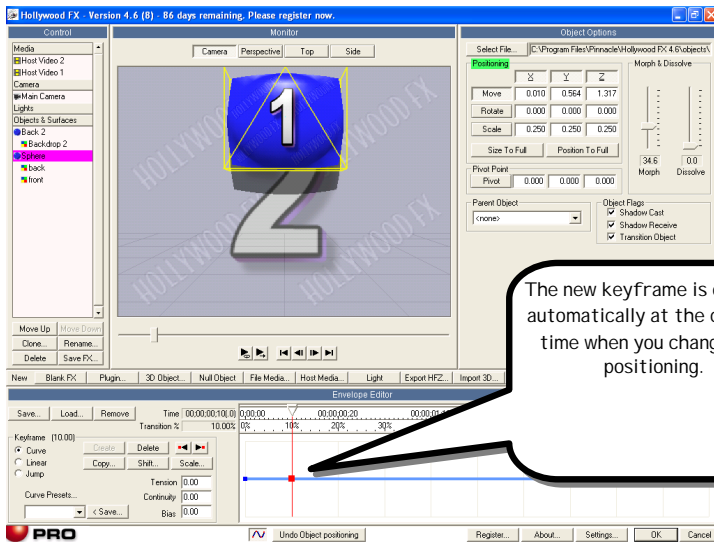 Hollywood FX - Version 4.6 (8) - 86 days remaining. Please register now.
Control
Media
Host Video 2
Host Video 1
Camera
Main Camera
Lights
Objects & Surfaces
Back 2
Backdrop 2
Sphere
back
front
Move Up Move Down
Clone... Rename...
Delete Save FX...
Monitor
Camera Perspective Top Side
HOLLYWOOD FX
HOLLYWOOD FX
HOLLYWOOD FX
HOLLYWOOD FX
1
2
Object Options
Select File... C:\Program Files\Pinnacle\Hollywood FX 4.6\objects\
Positioning
X Y Z
Move 0.010 0.564 1.317
Rotate 0.000 0.000 0.000
Scale 0.250 0.250 0.250
Size To Full Position To Full
Pivot Point
Pivot 0.000 0.000 0.000
Morph & Dissolve
34.6 0.0
Morph Dissolve
Parent Object
<none>
Object Flags
Shadow Cast
Shadow Receive
Transition Object
The new keyframe is
automatically at the
time when you chang
positioning.
New Blank FX Plugin... 3D Object... Null Object File Media... Host Media... Light Export HFZ... Import 3D...
Envelope Editor
Save... Load... Remove Time 00;00;00;10(.0)
Transition % 10.00%
0;00;00 00;00;00;20
0% 10% 20% 30%
Keyframe (10.00)
Curve Create Delete
Linear Copy... Shift... Scale...
Jump
Tension 0.00
Curve Presets... Continuity 0.00
< Save... Bias 0.00
PRO
Undo Object positioning
Register... About... Settings... OK Cancel